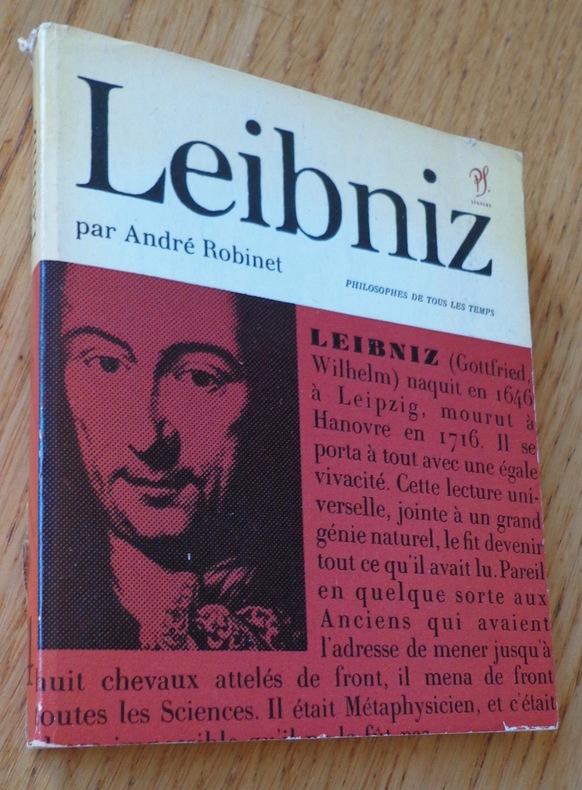 Leibniz
par André Robinet
Ps.
SEGHERS
PHILOSOPHES DE TOUS LES TEMPS
LEIBNIZ (Gottfried,
Wilhelm) naquit en 1646
à Leipzig, mourut à
Hanovre en 1716. Il se
porta à tout avec une égale
vivacité. Cette lecture uni-
verselle, jointe à un grand
génie naturel, le fit devenir
tout ce qu'il avait lu. Pareil
en quelque sorte aux
Anciens qui avaient
l'adresse de mener jusqu'à
huit chevaux attelés de front, il mena de front
toutes les Sciences. Il était Métaphysicien, et c'était